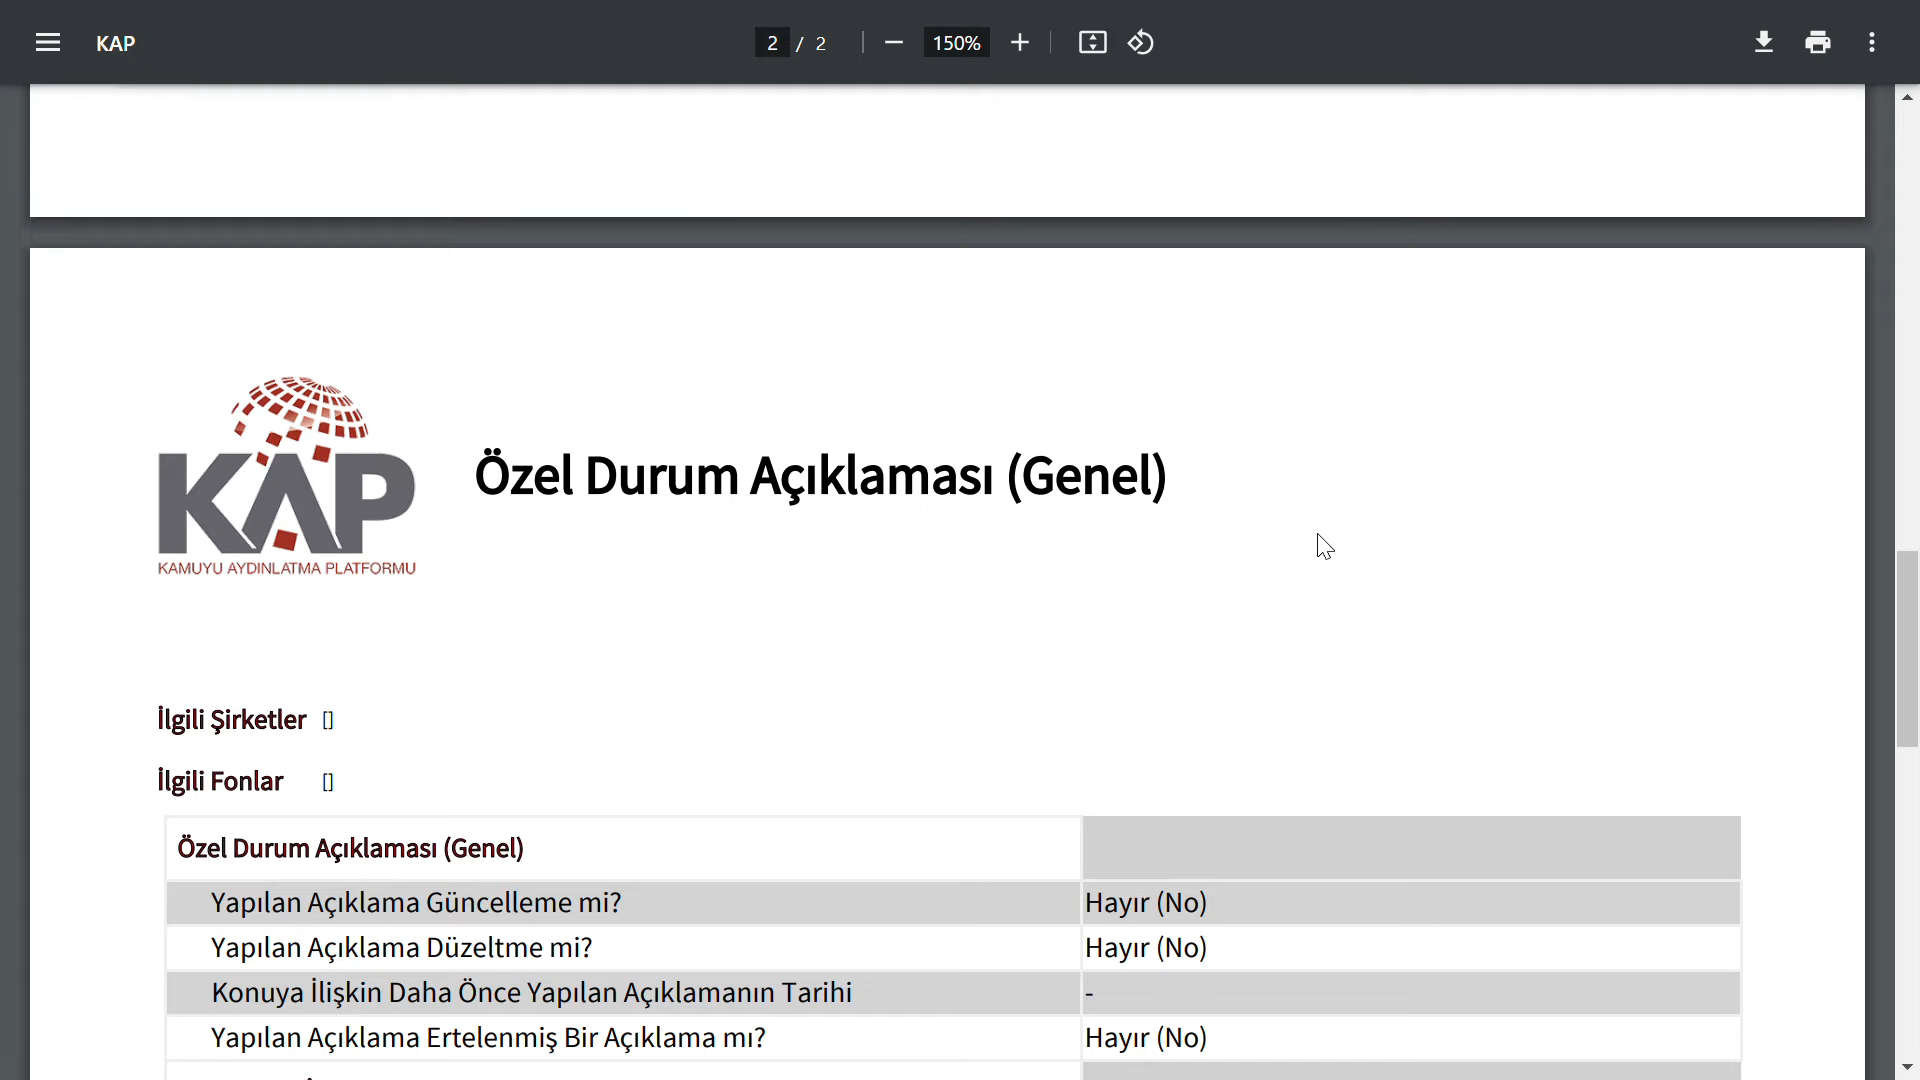 KAP
2 / 2
150%
KAP
KAMUYU AYDINLATMA PLATFORMU
Özel Durum Açıklaması (Genel)
İlgili Şirketler []
İlgili Fonlar []
Özel Durum Açıklaması (Genel)
Yapılan Açıklama Güncelleme mi? Hayır (No)
Yapılan Açıklama Düzeltme mi? Hayır (No)
Konuya İlişkin Daha Önce Yapılan Açıklamanın Tarihi -
Yapılan Açıklama Ertelenmiş Bir Açıklama mı? Hayır (No)